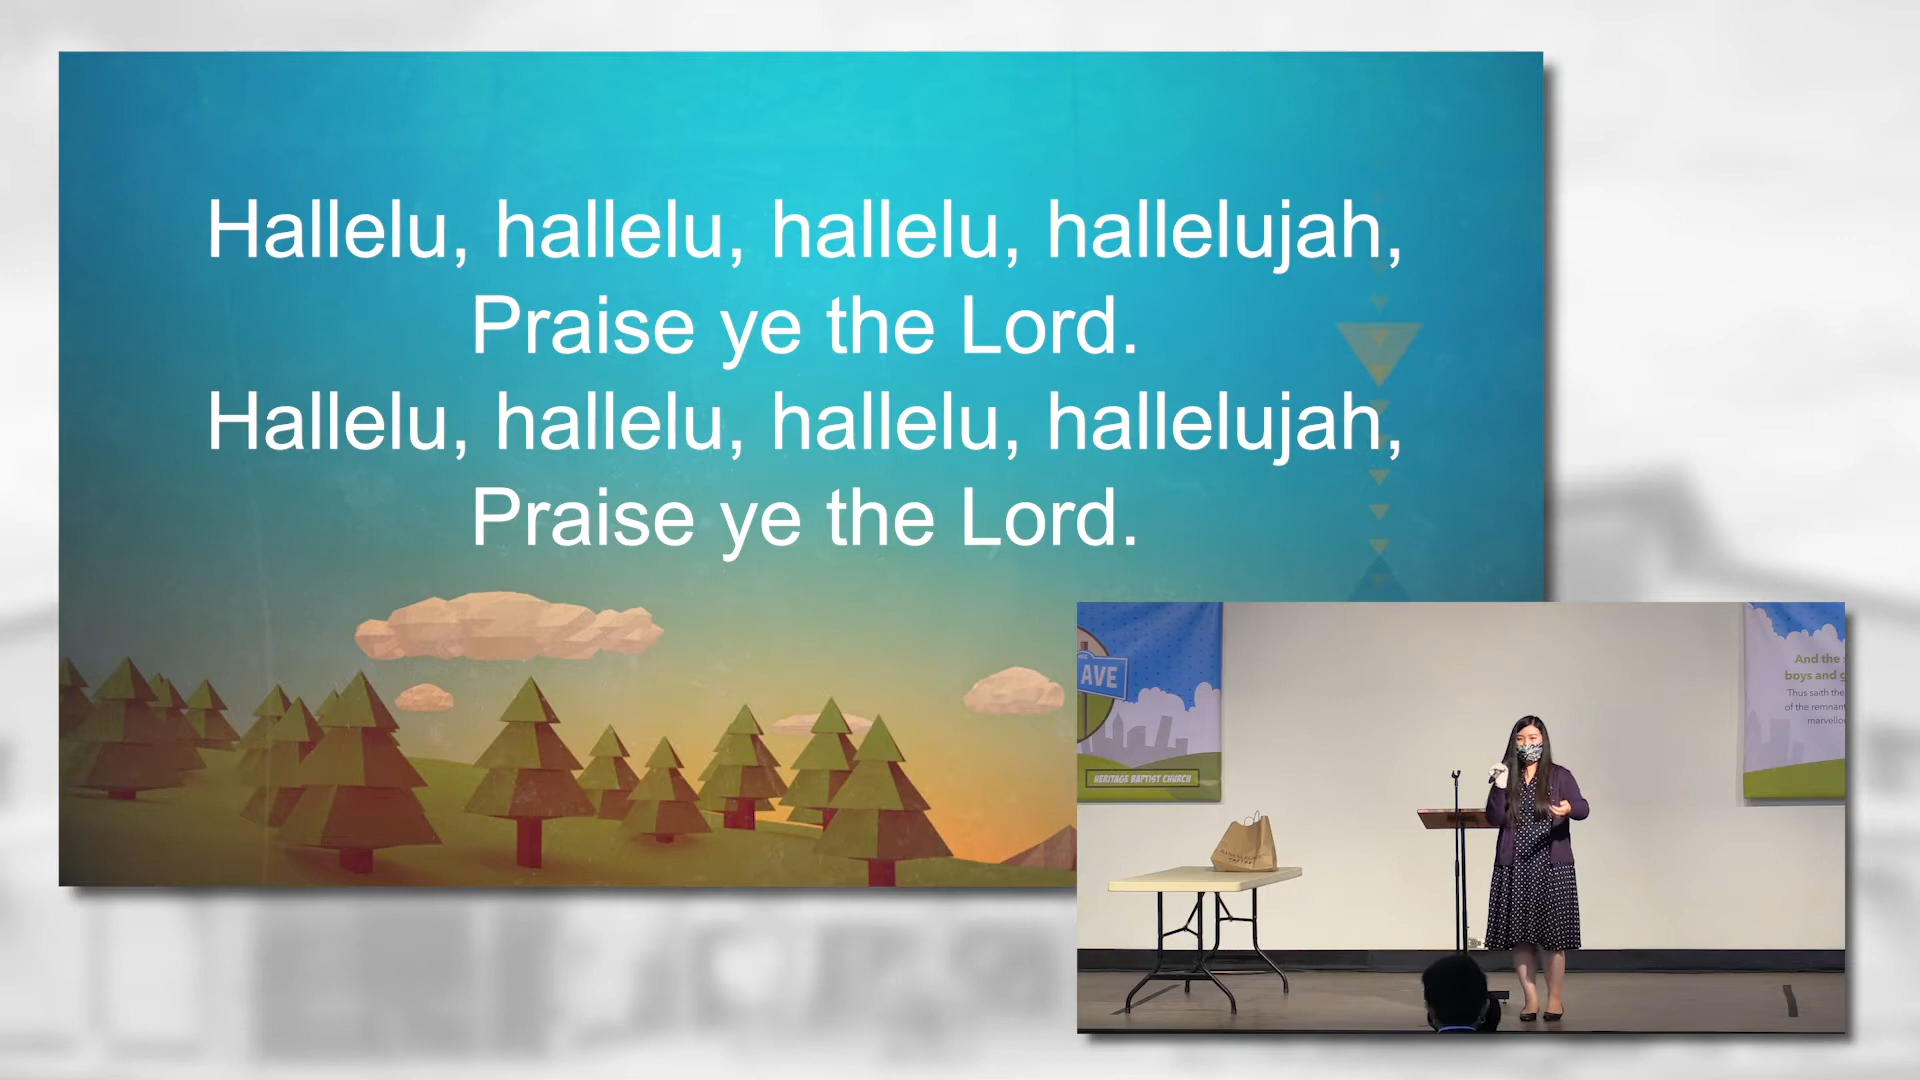 Hallelu, hallelu, hallelu, hallelujah,
Praise ye the Lord.
Hallelu, hallelu, hallelu, hallelujah,
Praise ye the Lord.
AVE
HERITAGE BAPTIST CHURCH
And the
boys and g
Thus saith the
of the remnant
marvello